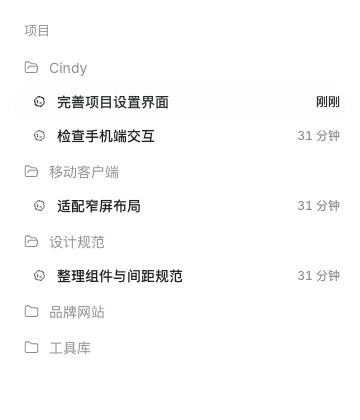 项目
Cindy
完善项目设置界面 刚刚
检查手机端交互 31 分钟
移动客户端
适配窄屏布局
设计规范
整理组件与间距规范 31 分钟
品牌网站
工具库